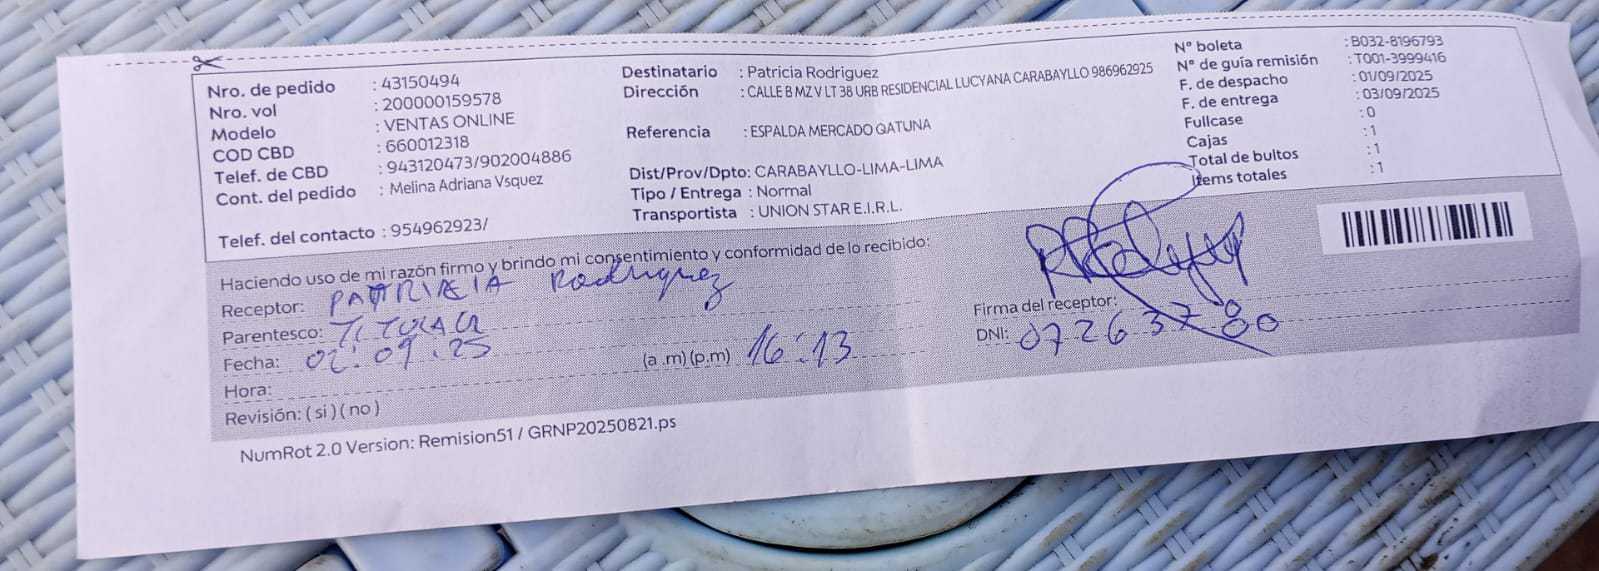 Nro. de pedido : 43150494
Nro. vol : 200000159578
Modelo : VENTAS ONLINE
COD CBD : 660012318
Telef. de CBD : 943120473/902004886
Cont. del pedido : Melina Adriana Vsquez
Telef. del contacto : 954962923/
Destinatario : Patricia Rodriguez
Dirección : CALLE B MZ V LT 38 URB RESIDENCIAL LUCYANA CARABAYLLO 986962925
Referencia : ESPALDA MERCADO QATUNA
Dist/Prov/Dpto: CARABAYLLO-LIMA-LIMA
Tipo / Entrega : Normal
Transportista : UNION STAR E.I.R.L.
N° boleta : B032-8196793
N° de guía remisión : T001-3999416
F. de despacho : 01/09/2025
F. de entrega : 03/09/2025
Fullcase : 0
Cajas : 1
Total de bultos : 1
Items totales : 1
Haciendo uso de mi razón firmo y brindo mi consentimiento y conformidad de lo recibido:
Receptor: PATRICIA Rodriguez
Parentesco: TITULAR
Fecha: 02.09.25
(a .m) (p.m) 16:13
Hora:
Revisión: ( si ) ( no )
Firma del receptor:
DNI: 07263780
NumRot 2.0 Version: Remision51 / GRNP20250821.ps